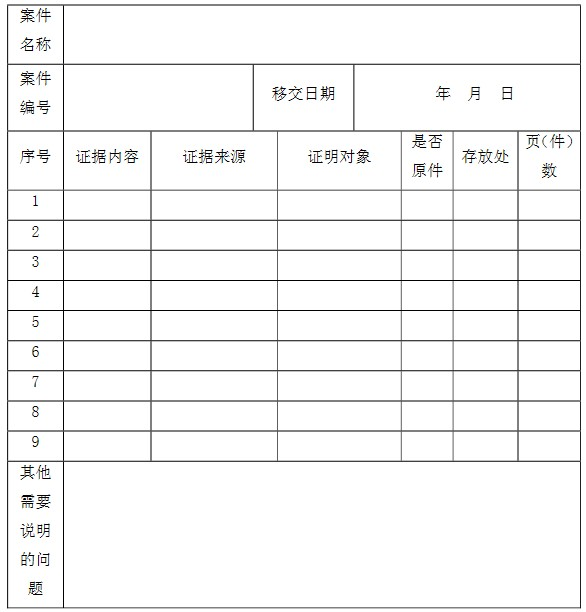 案件
名称
案件
编号
移交日期
年 月 日
序号
证据内容
证据来源
证明对象
是否
原件
存放处
页(件)
数
1
2
3
4
5
6
7
8
9
其他
需要
说明
的问
题